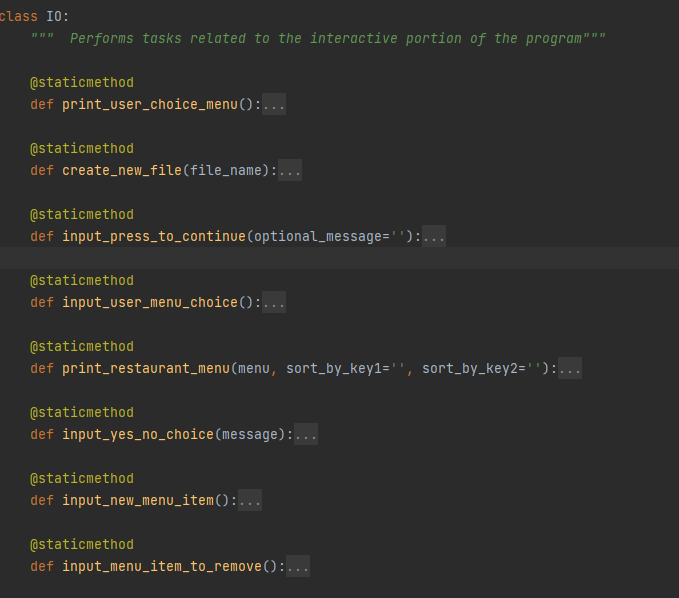 class IO:
"""  Performs tasks related to the interactive portion of the program"""
@staticmethod
def print_user_choice_menu():...
@staticmethod
def create_new_file(file_name):...
@staticmethod
def input_press_to_continue(optional_message=''):...
@staticmethod
def input_user_menu_choice():...
@staticmethod
def print_restaurant_menu(menu, sort_by_key1='', sort_by_key2=''):...
@staticmethod
def input_yes_no_choice(message):...
@staticmethod
def input_new_menu_item():...
@staticmethod
def input_menu_item_to_remove():...